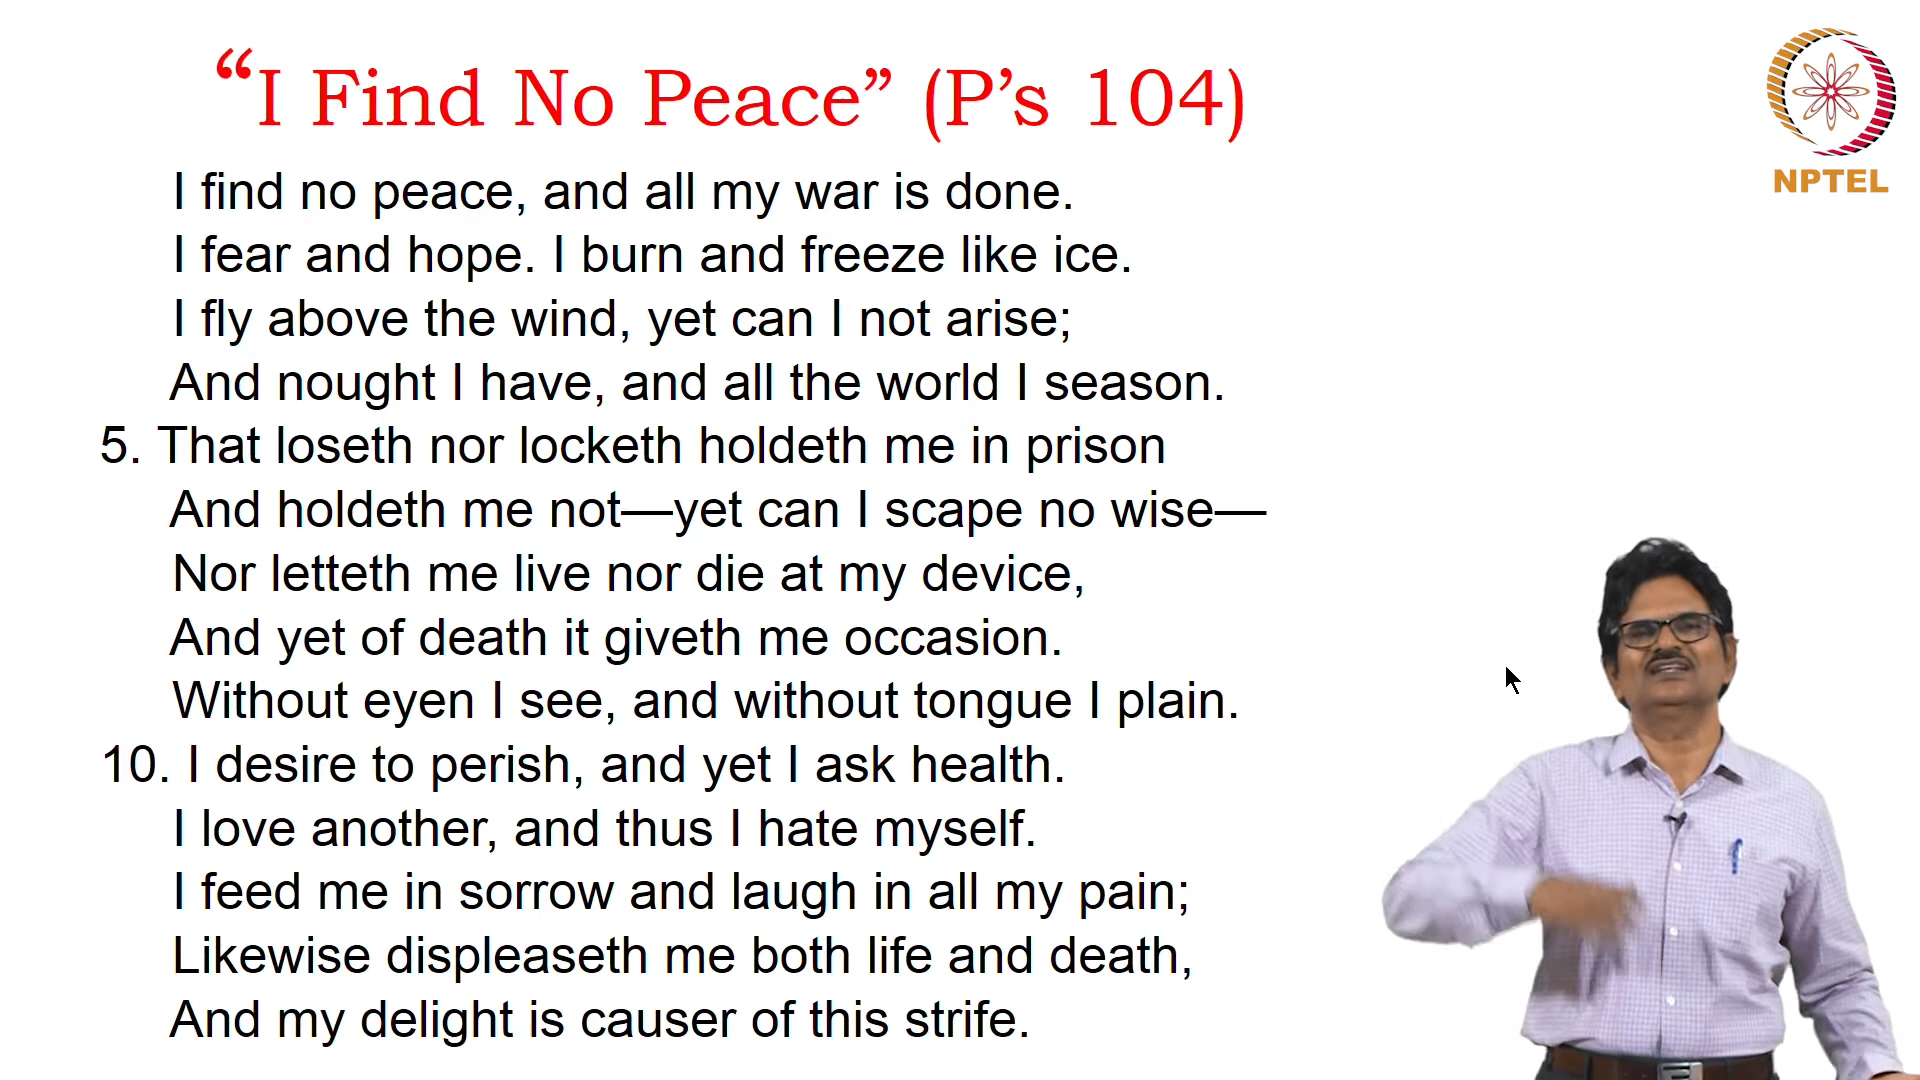 “I Find No Peace” (P’s 104)
NPTEL
I find no peace, and all my war is done.
I fear and hope. I burn and freeze like ice.
I fly above the wind, yet can I not arise;
And nought I have, and all the world I season.
5. That loseth nor locketh holdeth me in prison
And holdeth me not—yet can I scape no wise—
Nor letteth me live nor die at my device,
And yet of death it giveth me occasion.
Without eyen I see, and without tongue I plain.
10. I desire to perish, and yet I ask health.
I love another, and thus I hate myself.
I feed me in sorrow and laugh in all my pain;
Likewise displeaseth me both life and death,
And my delight is causer of this strife.